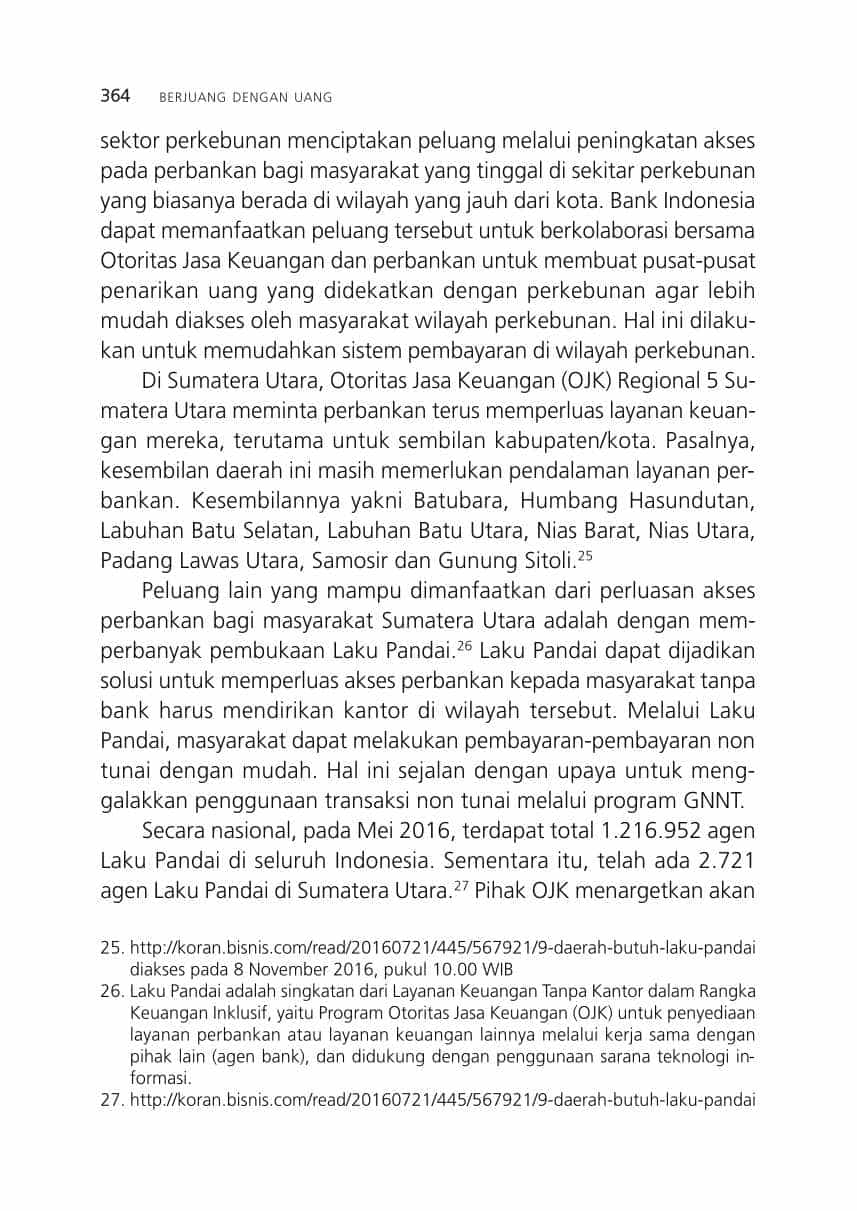 364 BERJUANG DENGAN UANG
sektor perkebunan menciptakan peluang melalui peningkatan akses
pada perbankan bagi masyarakat yang tinggal di sekitar perkebunan
yang biasanya berada di wilayah yang jauh dari kota. Bank Indonesia
dapat memanfaatkan peluang tersebut untuk berkolaborasi bersama
Otoritas Jasa Keuangan dan perbankan untuk membuat pusat-pusat
penarikan uang yang didekatkan dengan perkebunan agar lebih
mudah diakses oleh masyarakat wilayah perkebunan. Hal ini dilaku-
kan untuk memudahkan sistem pembayaran di wilayah perkebunan.
Di Sumatera Utara, Otoritas Jasa Keuangan (OJK) Regional 5 Su-
matera Utara meminta perbankan terus memperluas layanan keuan-
gan mereka, terutama untuk sembilan kabupaten/kota. Pasalnya,
kesembilan daerah ini masih memerlukan pendalaman layanan per-
bankan. Kesembilannya yakni Batubara, Humbang Hasundutan,
Labuhan Batu Selatan, Labuhan Batu Utara, Nias Barat, Nias Utara,
Padang Lawas Utara, Samosir dan Gunung Sitoli.25
Peluang lain yang mampu dimanfaatkan dari perluasan akses
perbankan bagi masyarakat Sumatera Utara adalah dengan mem-
perbanyak pembukaan Laku Pandai.26 Laku Pandai dapat dijadikan
solusi untuk memperluas akses perbankan kepada masyarakat tanpa
bank harus mendirikan kantor di wilayah tersebut. Melalui Laku
Pandai, masyarakat dapat melakukan pembayaran-pembayaran non
tunai dengan mudah. Hal ini sejalan dengan upaya untuk meng-
galakkan penggunaan transaksi non tunai melalui program GNNT.
Secara nasional, pada Mei 2016, terdapat total 1.216.952 agen
Laku Pandai di seluruh Indonesia. Sementara itu, telah ada 2.721
agen Laku Pandai di Sumatera Utara.27 Pihak OJK menargetkan akan
25. http://koran.bisnis.com/read/20160721/445/567921/9-daerah-butuh-laku-pandai
diakses pada 8 November 2016, pukul 10.00 WIB
26. Laku Pandai adalah singkatan dari Layanan Keuangan Tanpa Kantor dalam Rangka
Keuangan Inklusif, yaitu Program Otoritas Jasa Keuangan (OJK) untuk penyediaan
layanan perbankan atau layanan keuangan lainnya melalui kerja sama dengan
pihak lain (agen bank), dan didukung dengan penggunaan sarana teknologi in-
formasi.
27. http://koran.bisnis.com/read/20160721/445/567921/9-daerah-butuh-laku-pandai